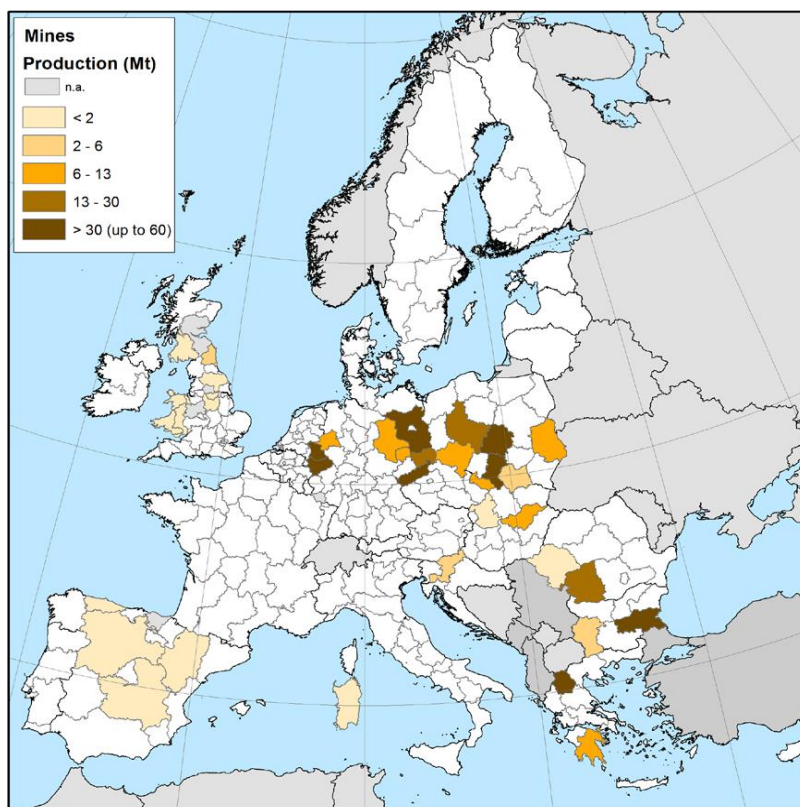 Mines
Production (Mt)
n.a.
< 2
2 - 6
6 - 13
13 - 30
> 30 (up to 60)